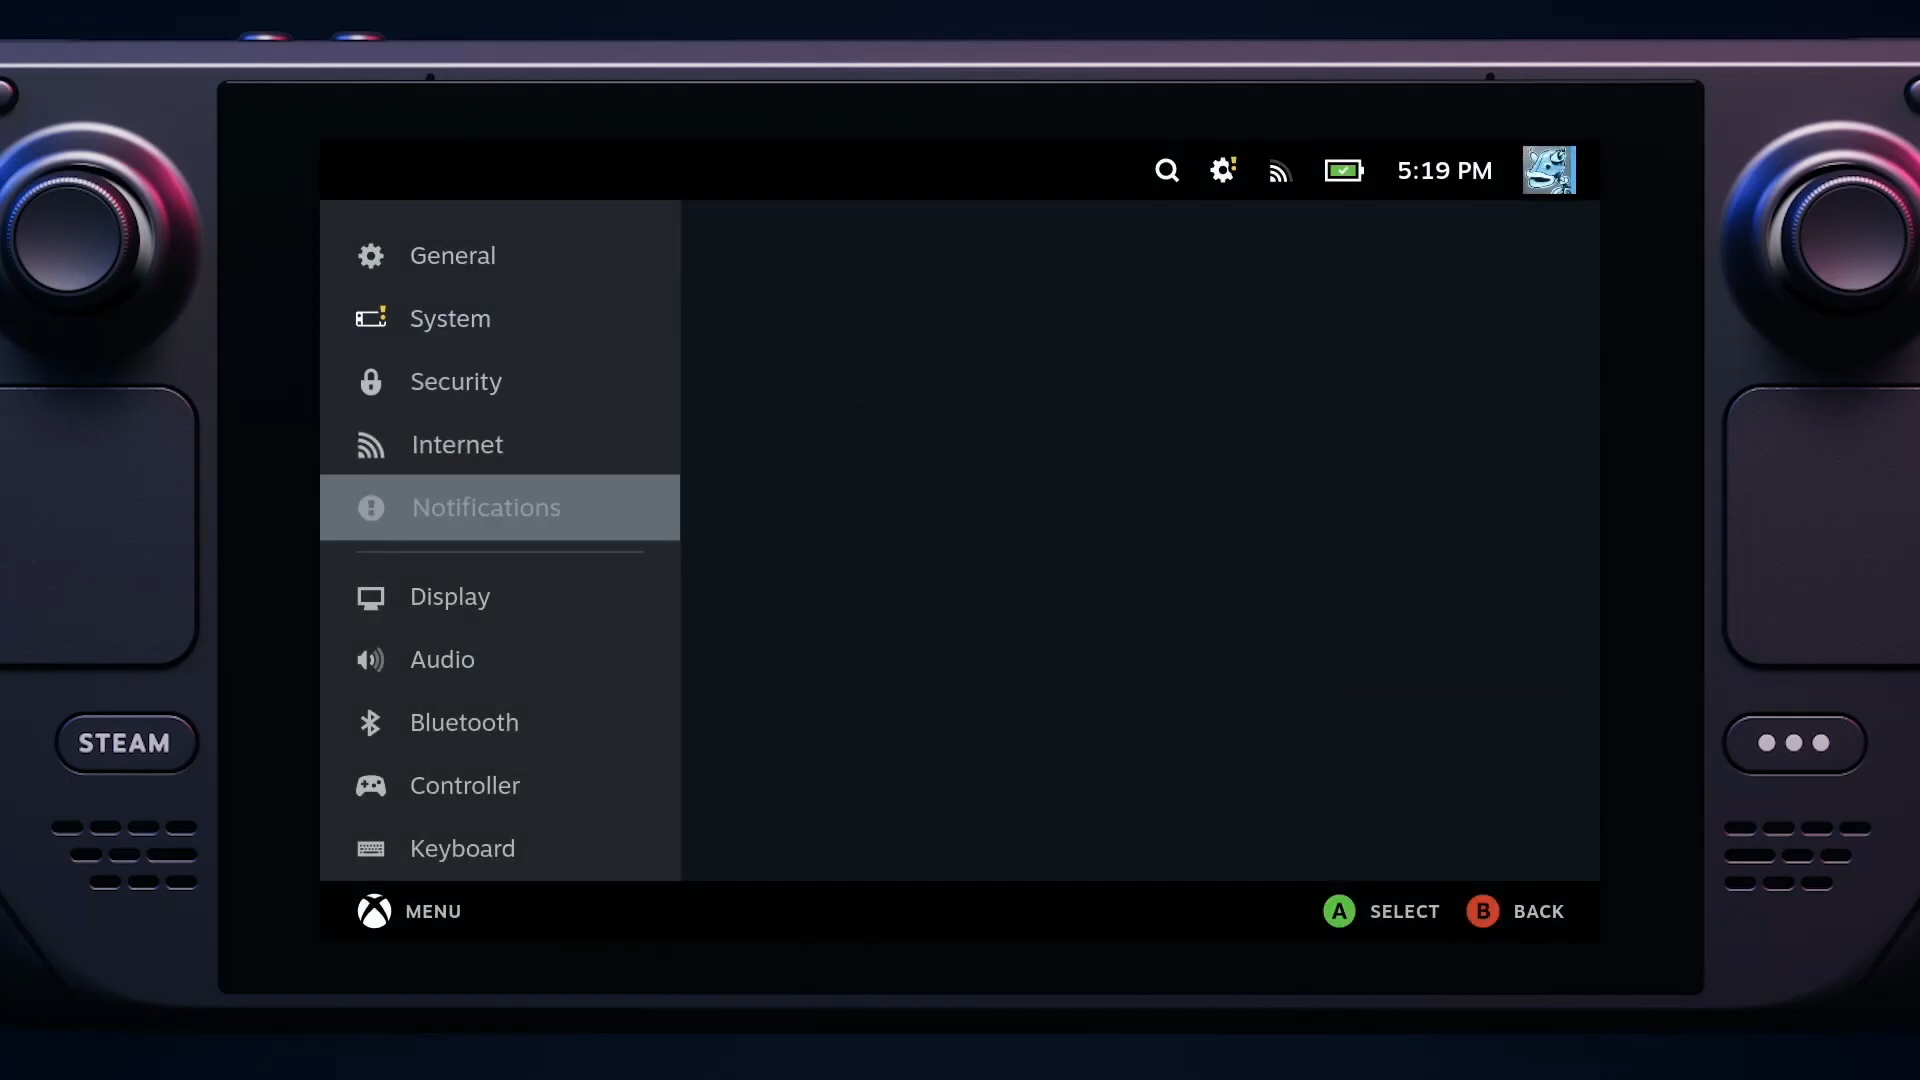 5:19 PM
General
System
Security
Internet
Notifications
Display
Audio
Bluetooth
Controller
Keyboard
STEAM
MENU
A SELECT B BACK